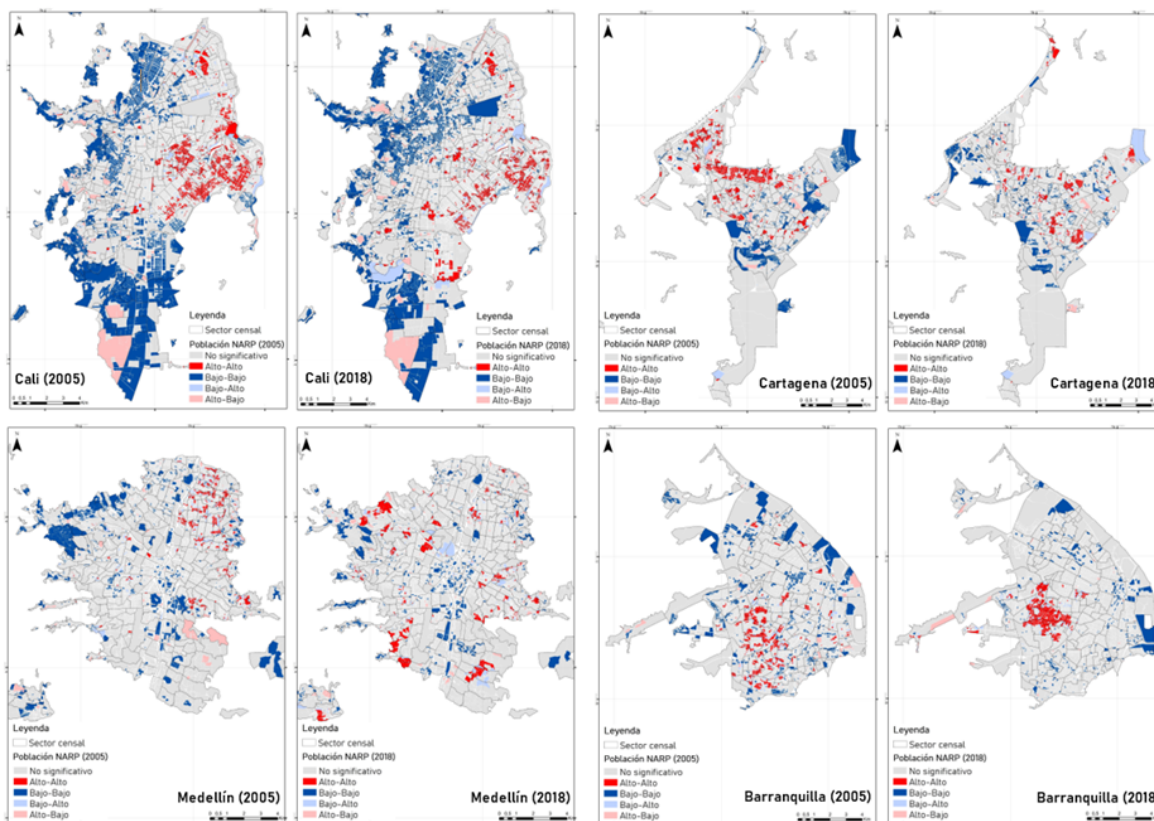 N
Leyenda
Sector censal
Población NARP (2005)
No significativo
Alto-Alto
Bajo-Bajo
Bajo-Alto
Alto-Bajo
Cali (2005)
N
Leyenda
Sector censal
Población NARP (2018)
No significativo
Alto-Alto
Bajo-Bajo
Bajo-Alto
Alto-Bajo
Cali (2018)
N
Leyenda
Sector censal
Población NARP (2005)
No significativo
Alto-Alto
Bajo-Bajo
Bajo-Alto
Alto-Bajo
Cartagena (2005)
N
Leyenda
Sector censal
Población NARP (2018)
No significativo
Alto-Alto
Bajo-Bajo
Bajo-Alto
Alto-Bajo
Cartagena (2018)
N
Leyenda
Sector censal
Población NARP (2005)
No significativo
Alto-Alto
Bajo-Bajo
Bajo-Alto
Alto-Bajo
Medellín (2005)
N
Leyenda
Sector censal
Población NARP (2018)
No significativo
Alto-Alto
Bajo-Bajo
Bajo-Alto
Alto-Bajo
Medellín (2018)
N
Leyenda
Sector censal
Población NARP (2005)
No significativo
Alto-Alto
Bajo-Bajo
Bajo-Alto
Alto-Bajo
Barranquilla (2005)
N
Leyenda
Sector censal
Población NARP (2018)
No significativo
Alto-Alto
Bajo-Bajo
Bajo-Alto
Alto-Bajo
Barranquilla (2018)